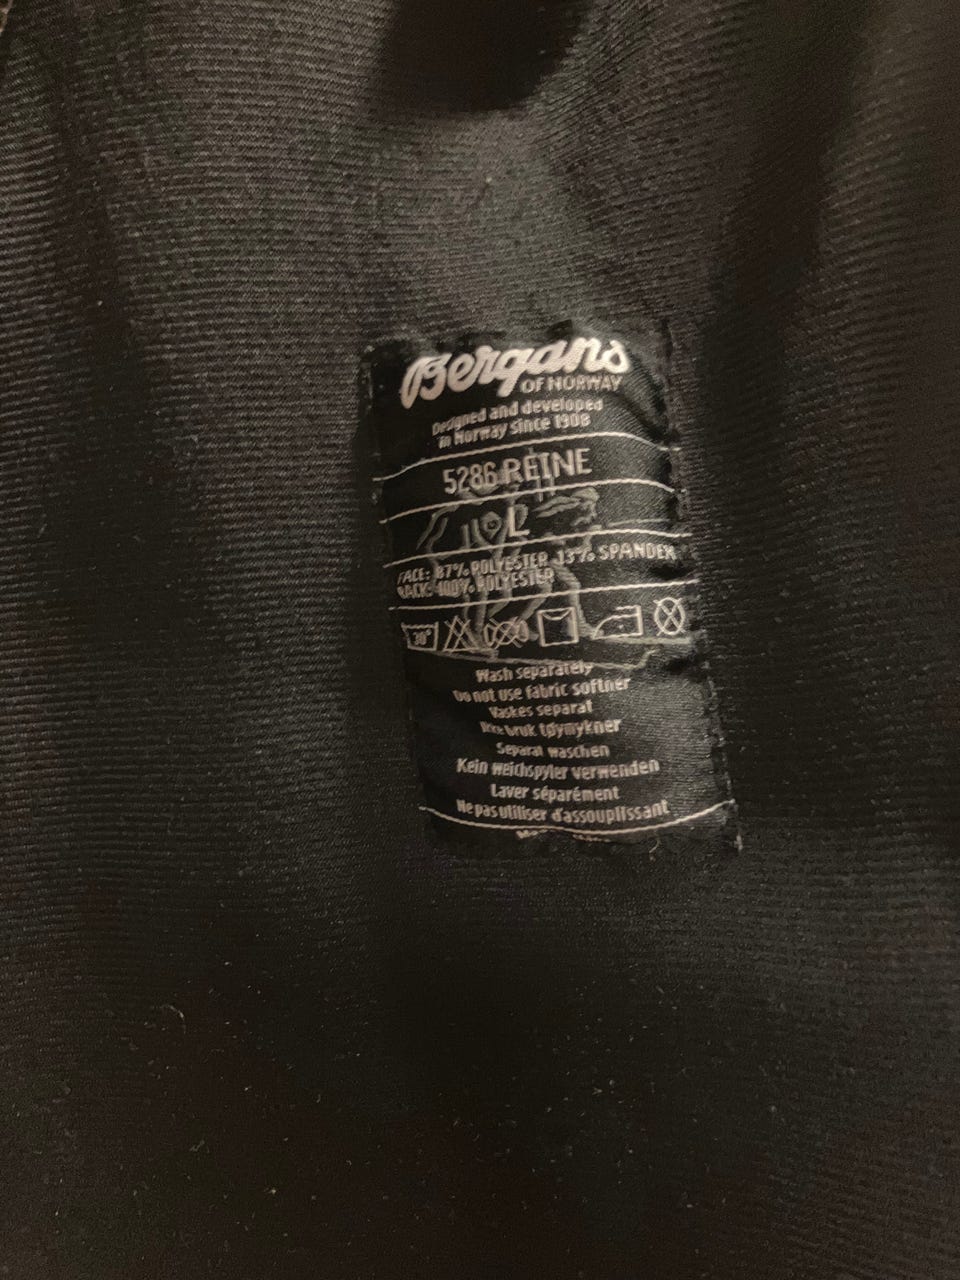 Bergans
OF NORWAY
Designed and developed
in Norway since 1908
5286 REINE
L
FACE: 87% POLYESTER 13% SPANDEX
BACK: 100% POLYESTER
30°
Wash separately
Do not use fabric softner
Vaskes separat
Ikke bruk tøymykner
Separat waschen
Kein weichspyler verwenden
Laver séparément
Ne pas utiliser d'assouplissant